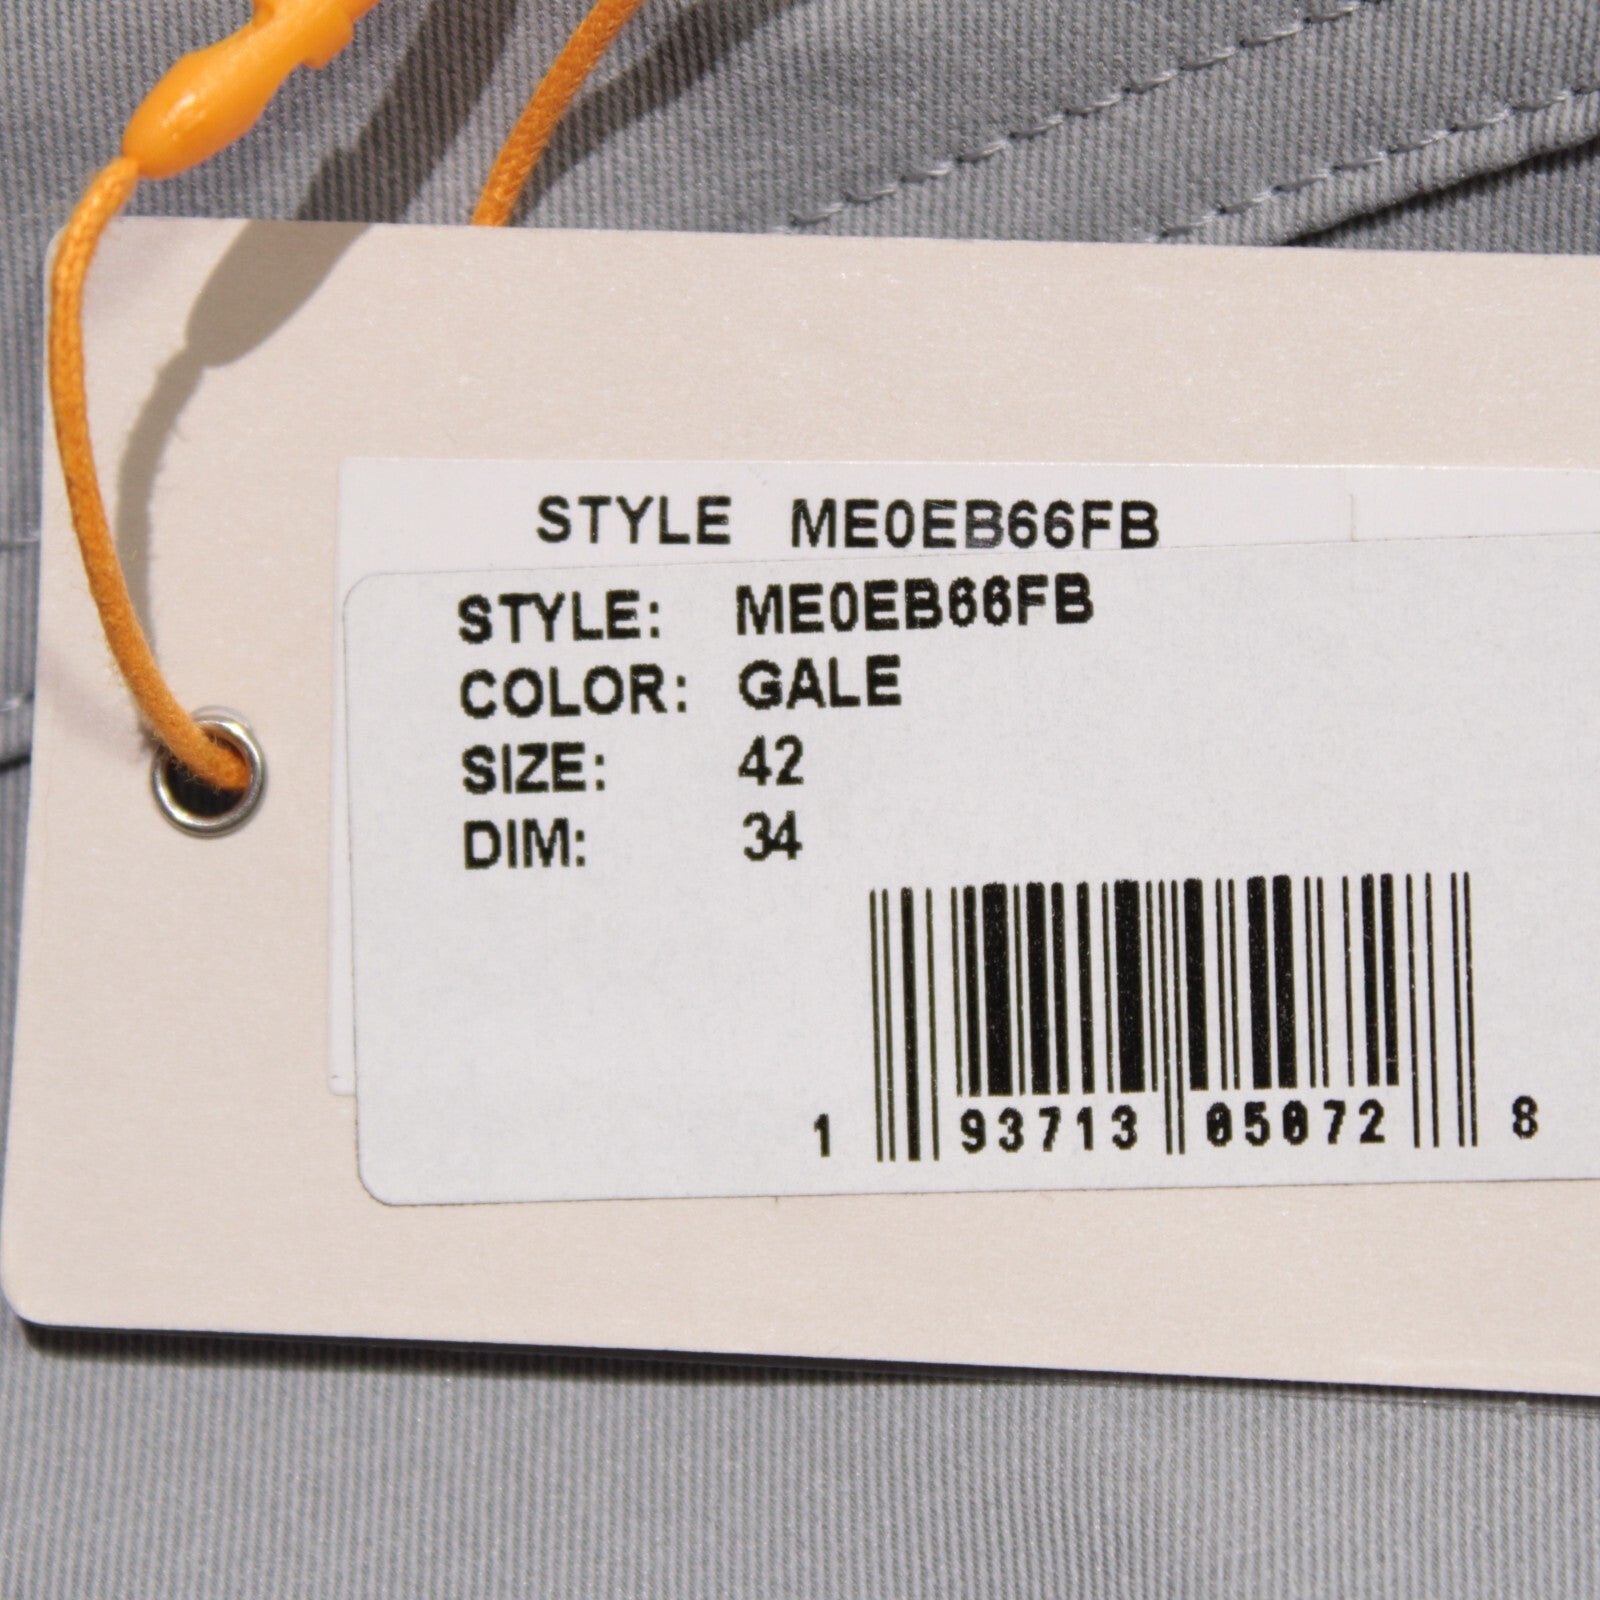 STYLE ME0EB66FB
STYLE: ME0EB66FB
COLOR: GALE
SIZE: 42
DIM: 34
1 93713 05072 8